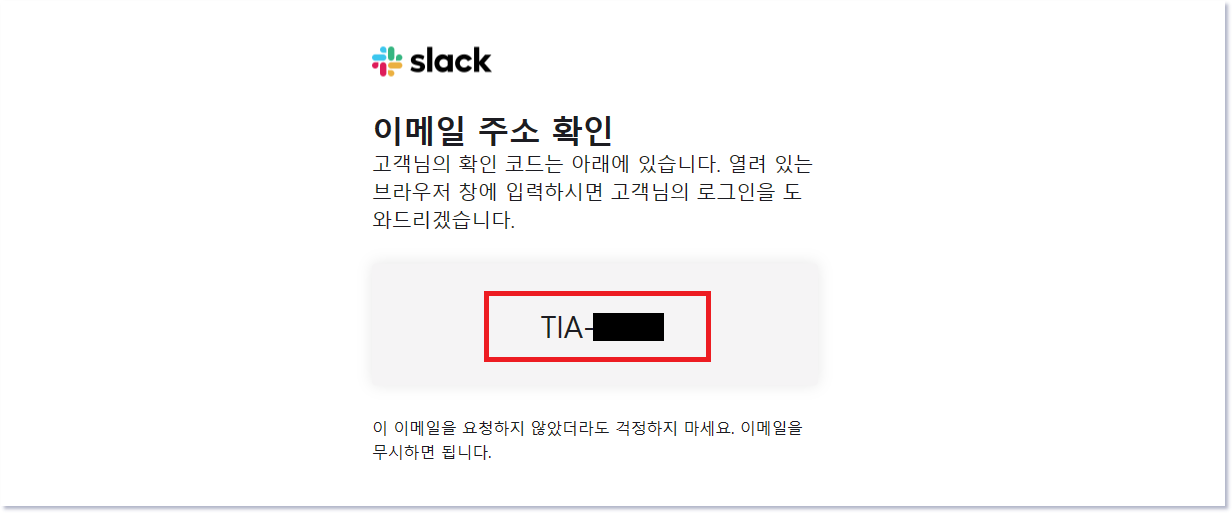 slack
이메일 주소 확인
고객님의 확인 코드는 아래에 있습니다. 열려 있는
브라우저 창에 입력하시면 고객님의 로그인을 도
와드리겠습니다.
TIA-
이 이메일을 요청하지 않았더라도 걱정하지 마세요. 이메일을
무시하면 됩니다.